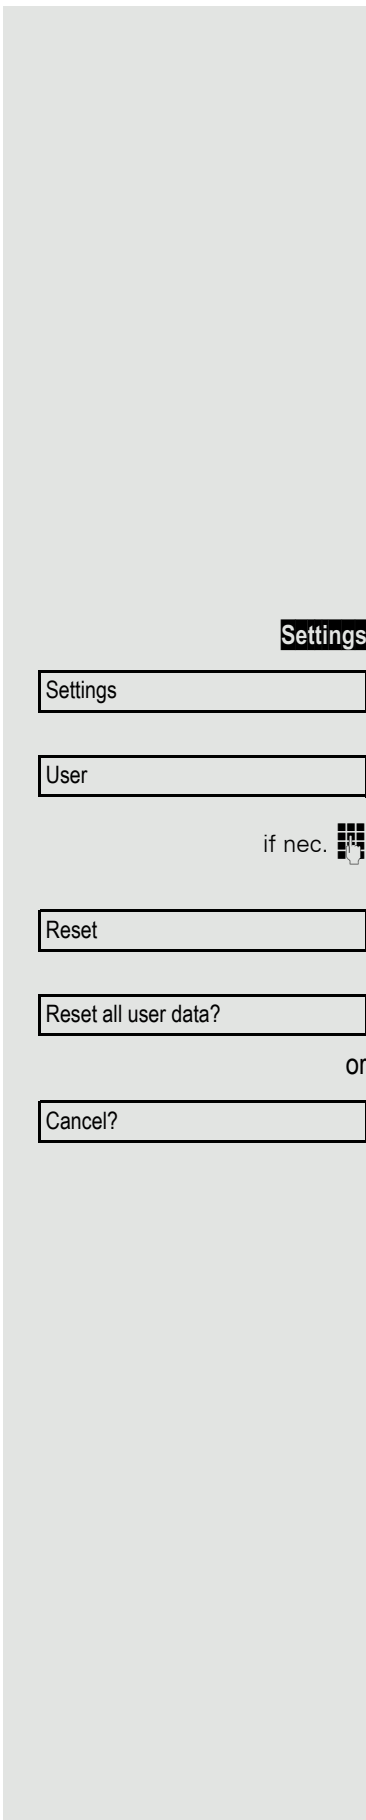 Settings
Settings
User
if nec.
Reset
Reset all user data?
or
Cancel?